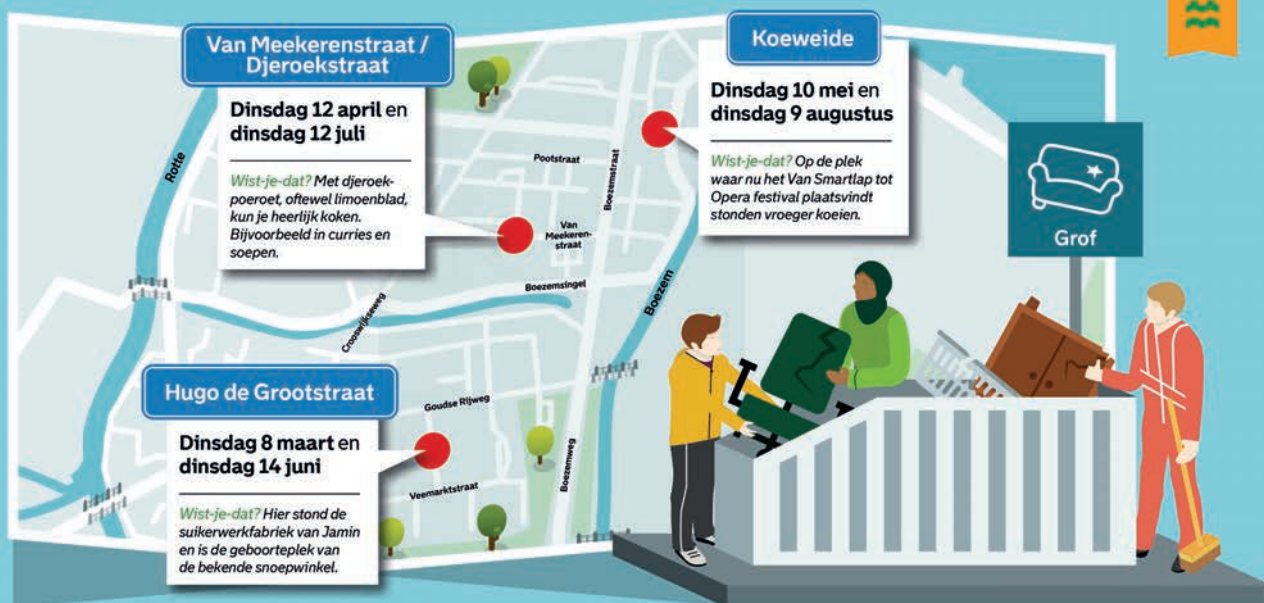 Van Meekerenstraat /
Djeroekstraat
Dinsdag 12 april en
dinsdag 12 juli
Wist-je-dat? Met djeroek-
poeroet, oftewel limoenblad,
kun je heerlijk koken.
Bijvoorbeeld in curries en
soepen.
Koeweide
Dinsdag 10 mei en
dinsdag 9 augustus
Wist-je-dat? Op de plek
waar nu het Van Smartlap tot
Opera festival plaatsvindt
stonden vroeger koeien.
Grof
Rotte
Pootstraat
Boezemstraat
Van
Meekeren-
straat
Boezemsingel
Boezem
Crooswijkseweg
Hugo de Grootstraat
Dinsdag 8 maart en
dinsdag 14 juni
Wist-je-dat? Hier stond de
suikerwerkfabriek van Jamin
en is de geboorteplek van
de bekende snoepwinkel.
Goudse Rijweg
Boezemweg
Veemarktstraat